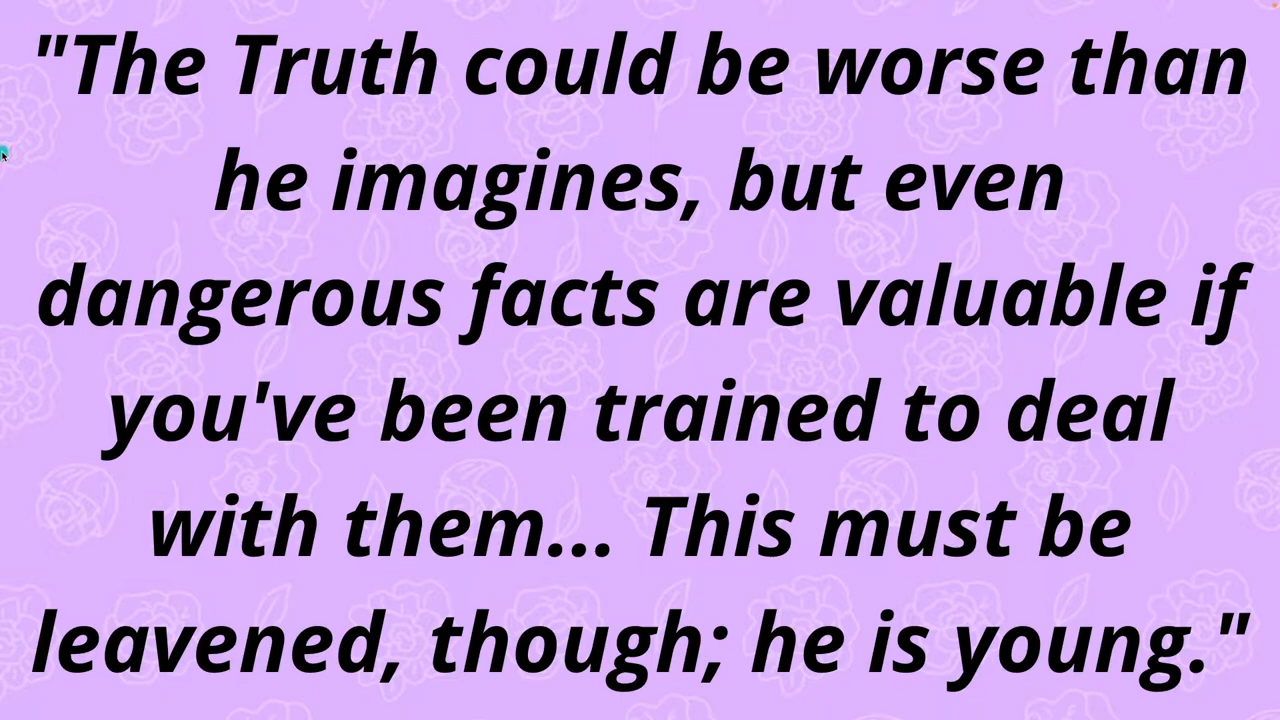 "The Truth could be worse than
he imagines, but even
dangerous facts are valuable if
you've been trained to deal
with them... This must be
leavened, though; he is young."